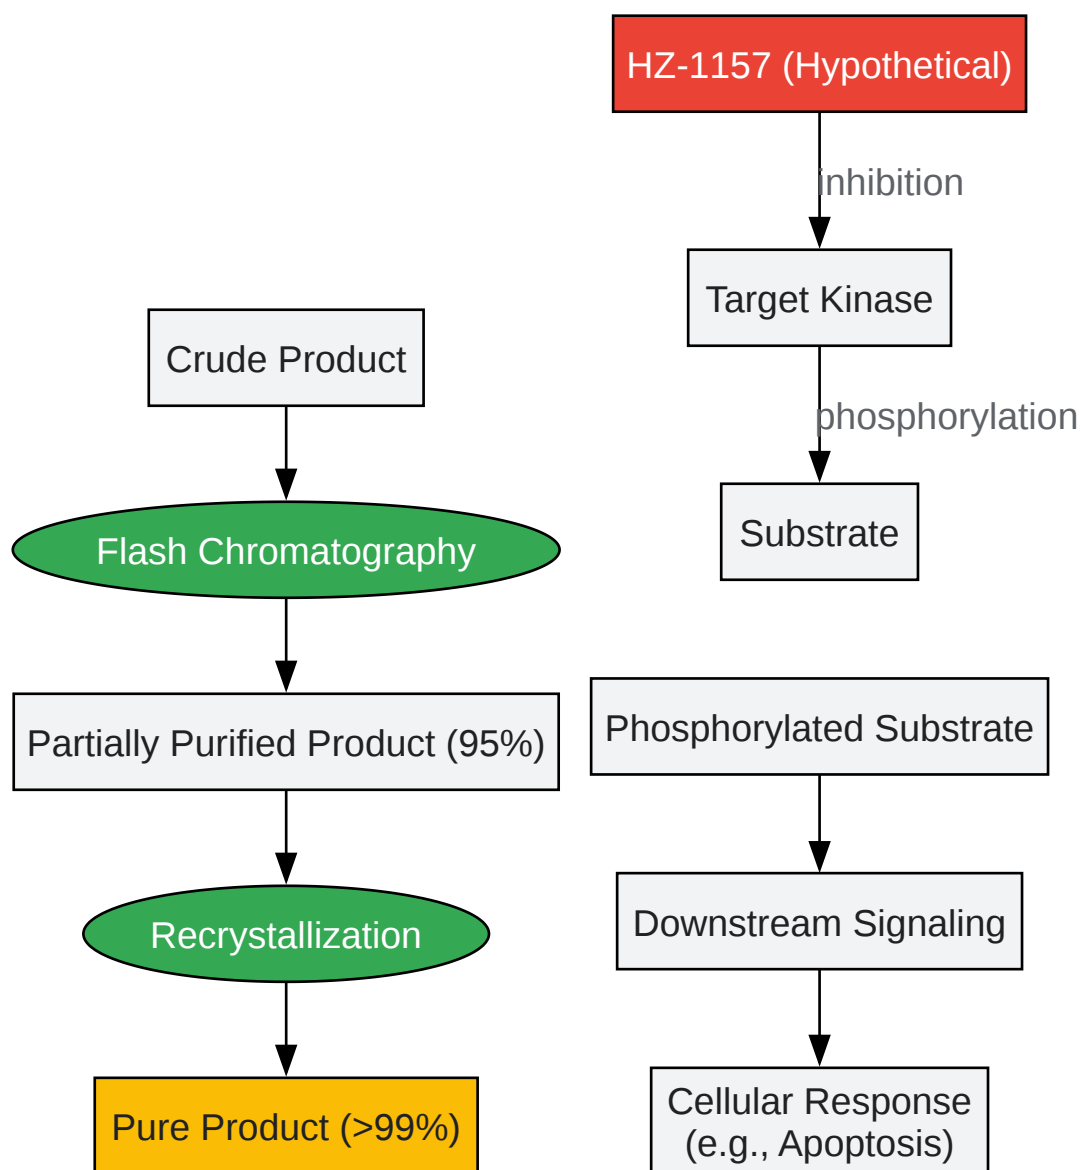 HZ-1157 (Hypothetical)
inhibition
Target Kinase
phosphorylation
Substrate
Crude Product
Flash Chromatography
Partially Purified Product (95%)
Recrystallization
Pure Product (>99%)
Phosphorylated Substrate
Downstream Signaling
Cellular Response
(e.g., Apoptosis)